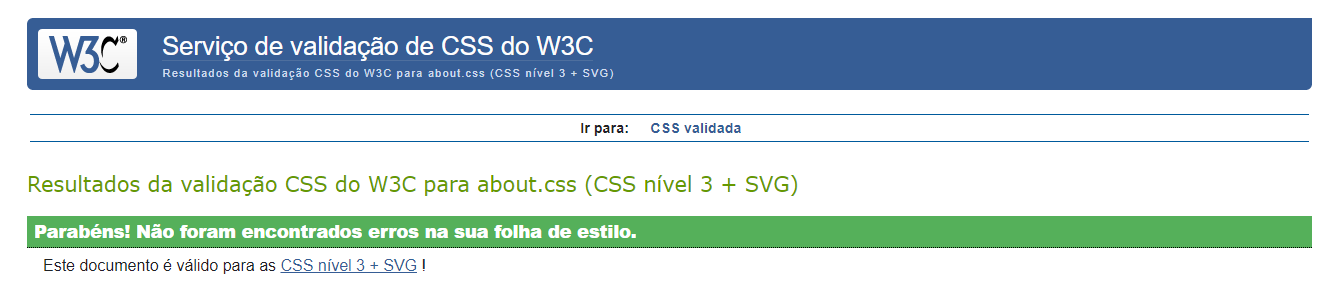 W3C®
Serviço de validação de CSS do W3C
Resultados da validação CSS do W3C para about.css (CSS nível 3 + SVG)
Ir para: CSS validada
Resultados da validação CSS do W3C para about.css (CSS nível 3 + SVG)
Parabéns! Não foram encontrados erros na sua folha de estilo.
Este documento é válido para as CSS nível 3 + SVG !